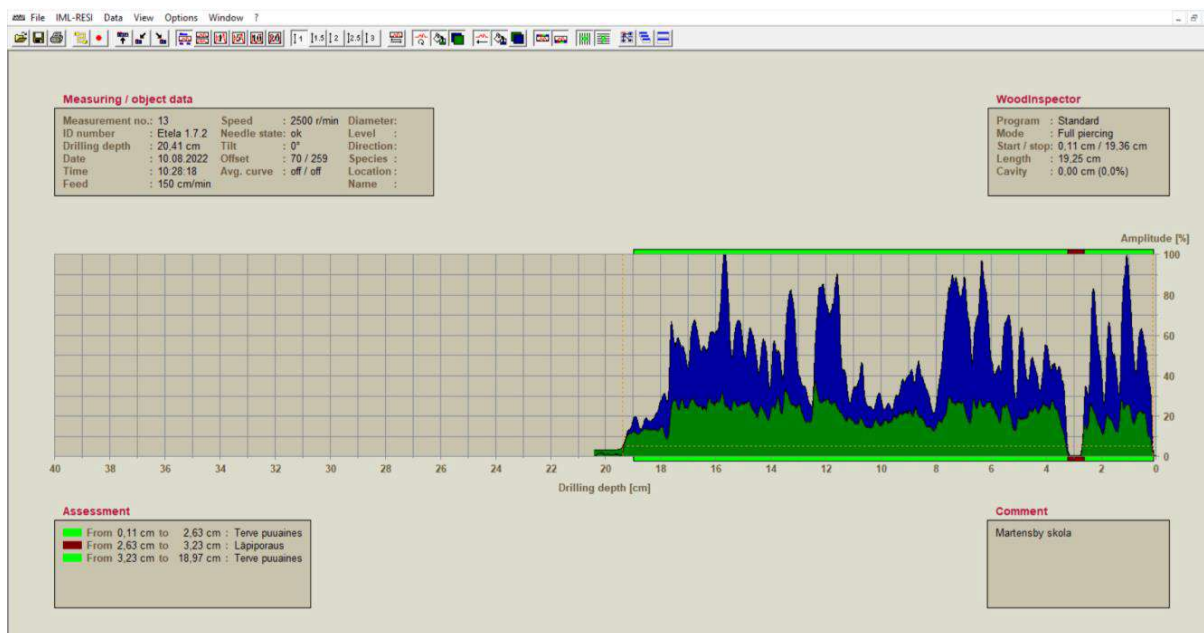 File IML-RESI Data View Options Window ?
1 1.5 2 2.5 3
Measuring / object data
Measurement no.: 13 Speed : 2500 r/min Diameter:
ID number : Etela 1.7.2 Needle state: ok Level :
Drilling depth : 20,41 cm Tilt : 0° Direction:
Date : 10.08.2022 Offset : 70 / 259 Species :
Time : 10:28:18 Avg. curve : off / off Location :
Feed : 150 cm/min Name :
WoodInspector
Program : Standard
Mode : Full piercing
Start / stop: 0,11 cm / 19,36 cm
Length : 19,25 cm
Cavity : 0,00 cm (0,0%)
Amplitude [%]
100
80
60
40
20
0
40 38 36 34 32 30 28 26 24 22 20 18 16 14 12 10 8 6 4 2 0
Drilling depth [cm]
Assessment
From 0,11 cm to 2,63 cm : Terve puuaines
From 2,63 cm to 3,23 cm : Läpiporaus
From 3,23 cm to 18,97 cm : Terve puuaines
Comment
Martensby skola